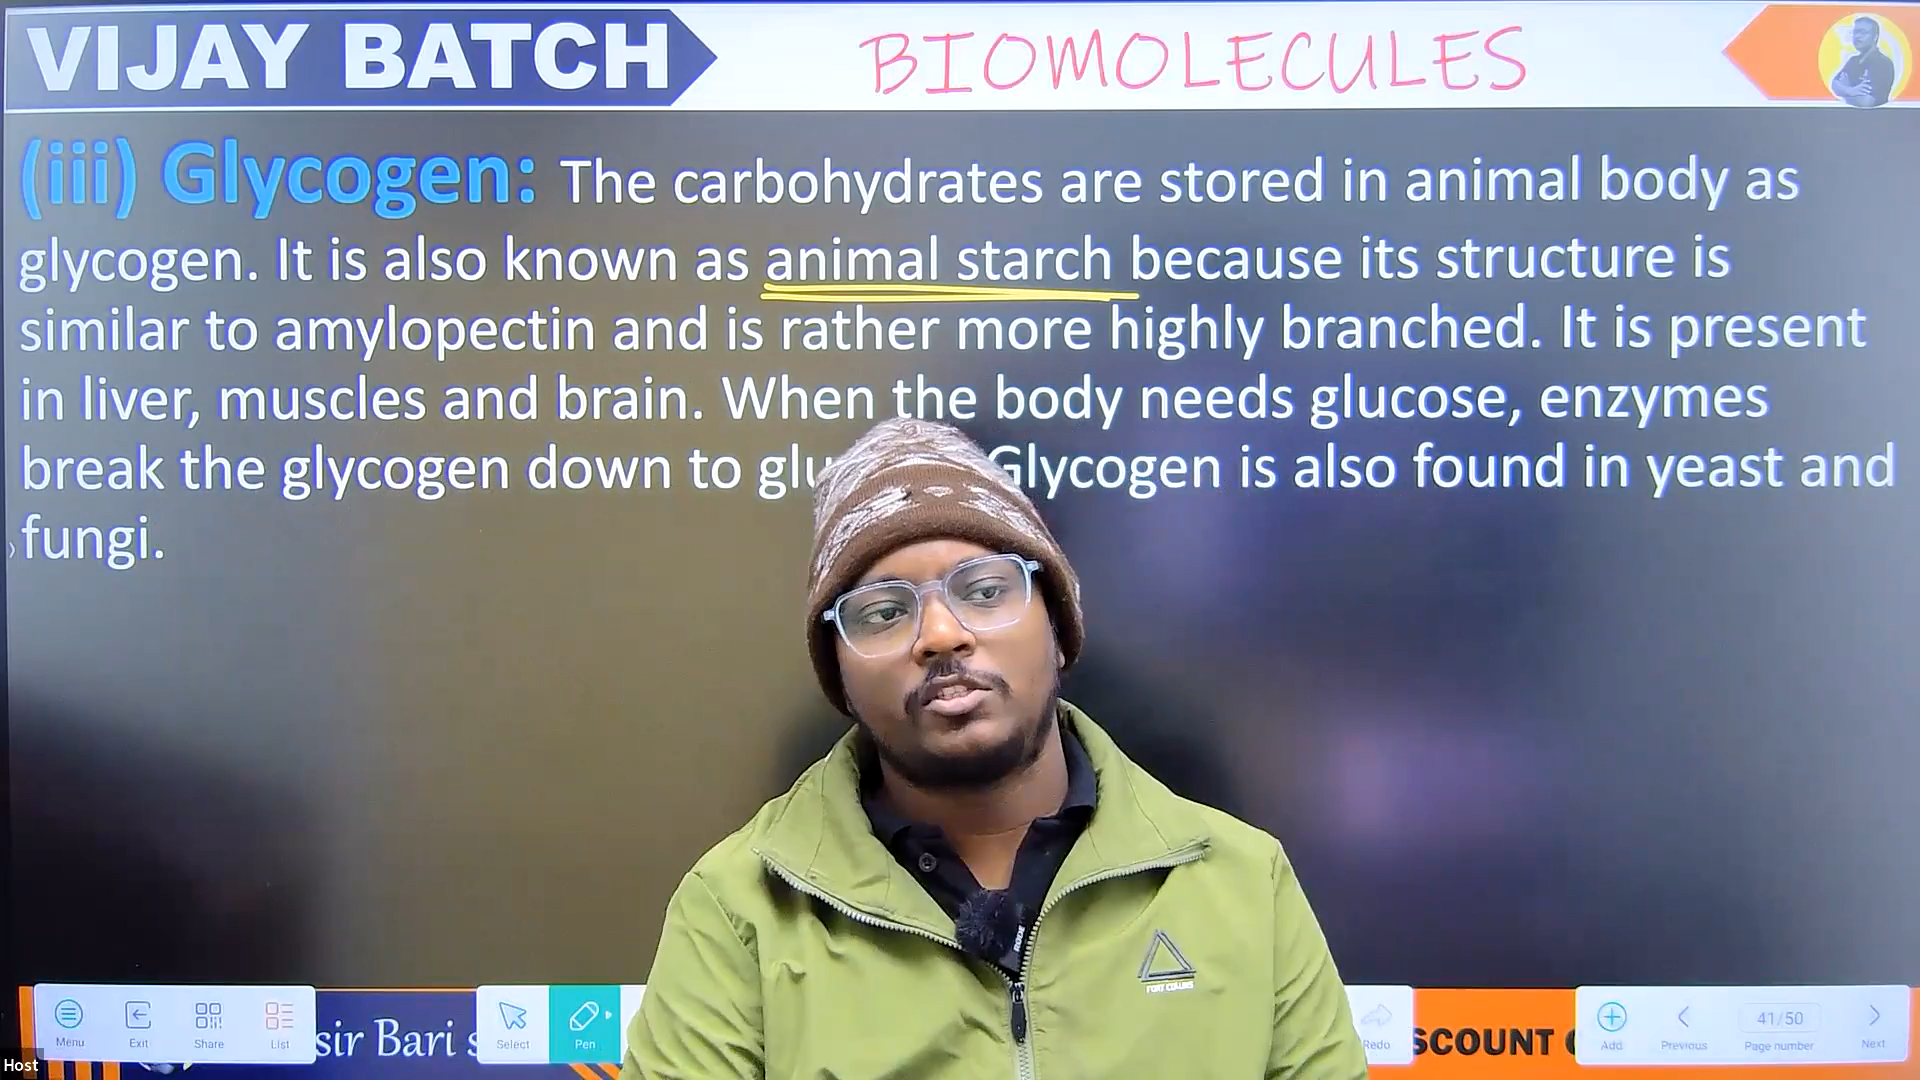 VIJAY BATCH
BIOMOLECULES
(iii) Glycogen: The carbohydrates are stored in animal body as
glycogen. It is also known as animal starch because its structure is
similar to amylopectin and is rather more highly branched. It is present
in liver, muscles and brain. When the body needs glucose, enzymes
break the glycogen down to Glycogen is also found in yeast and
fungi.
RODE
FORT COLLINS
Menu Exit Share List sir Bari Select Pen Redo Add Previous 41/50 Page number Next
Host